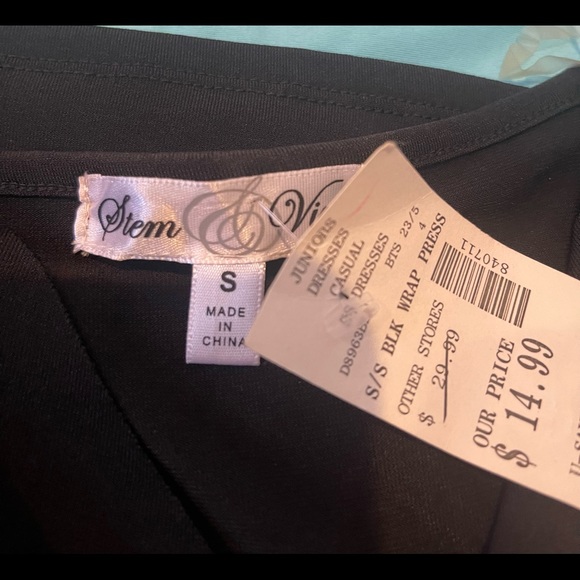 Stem & Vi
S
MADE
IN
CHINA
JUNIORS
DRESSES
CASUAL
DRESSES
BTS 23/5
4
S/S BLK WRAP PRESS
OTHER STORES
$ 29.99
OUR PRICE
$ 14.99
840711